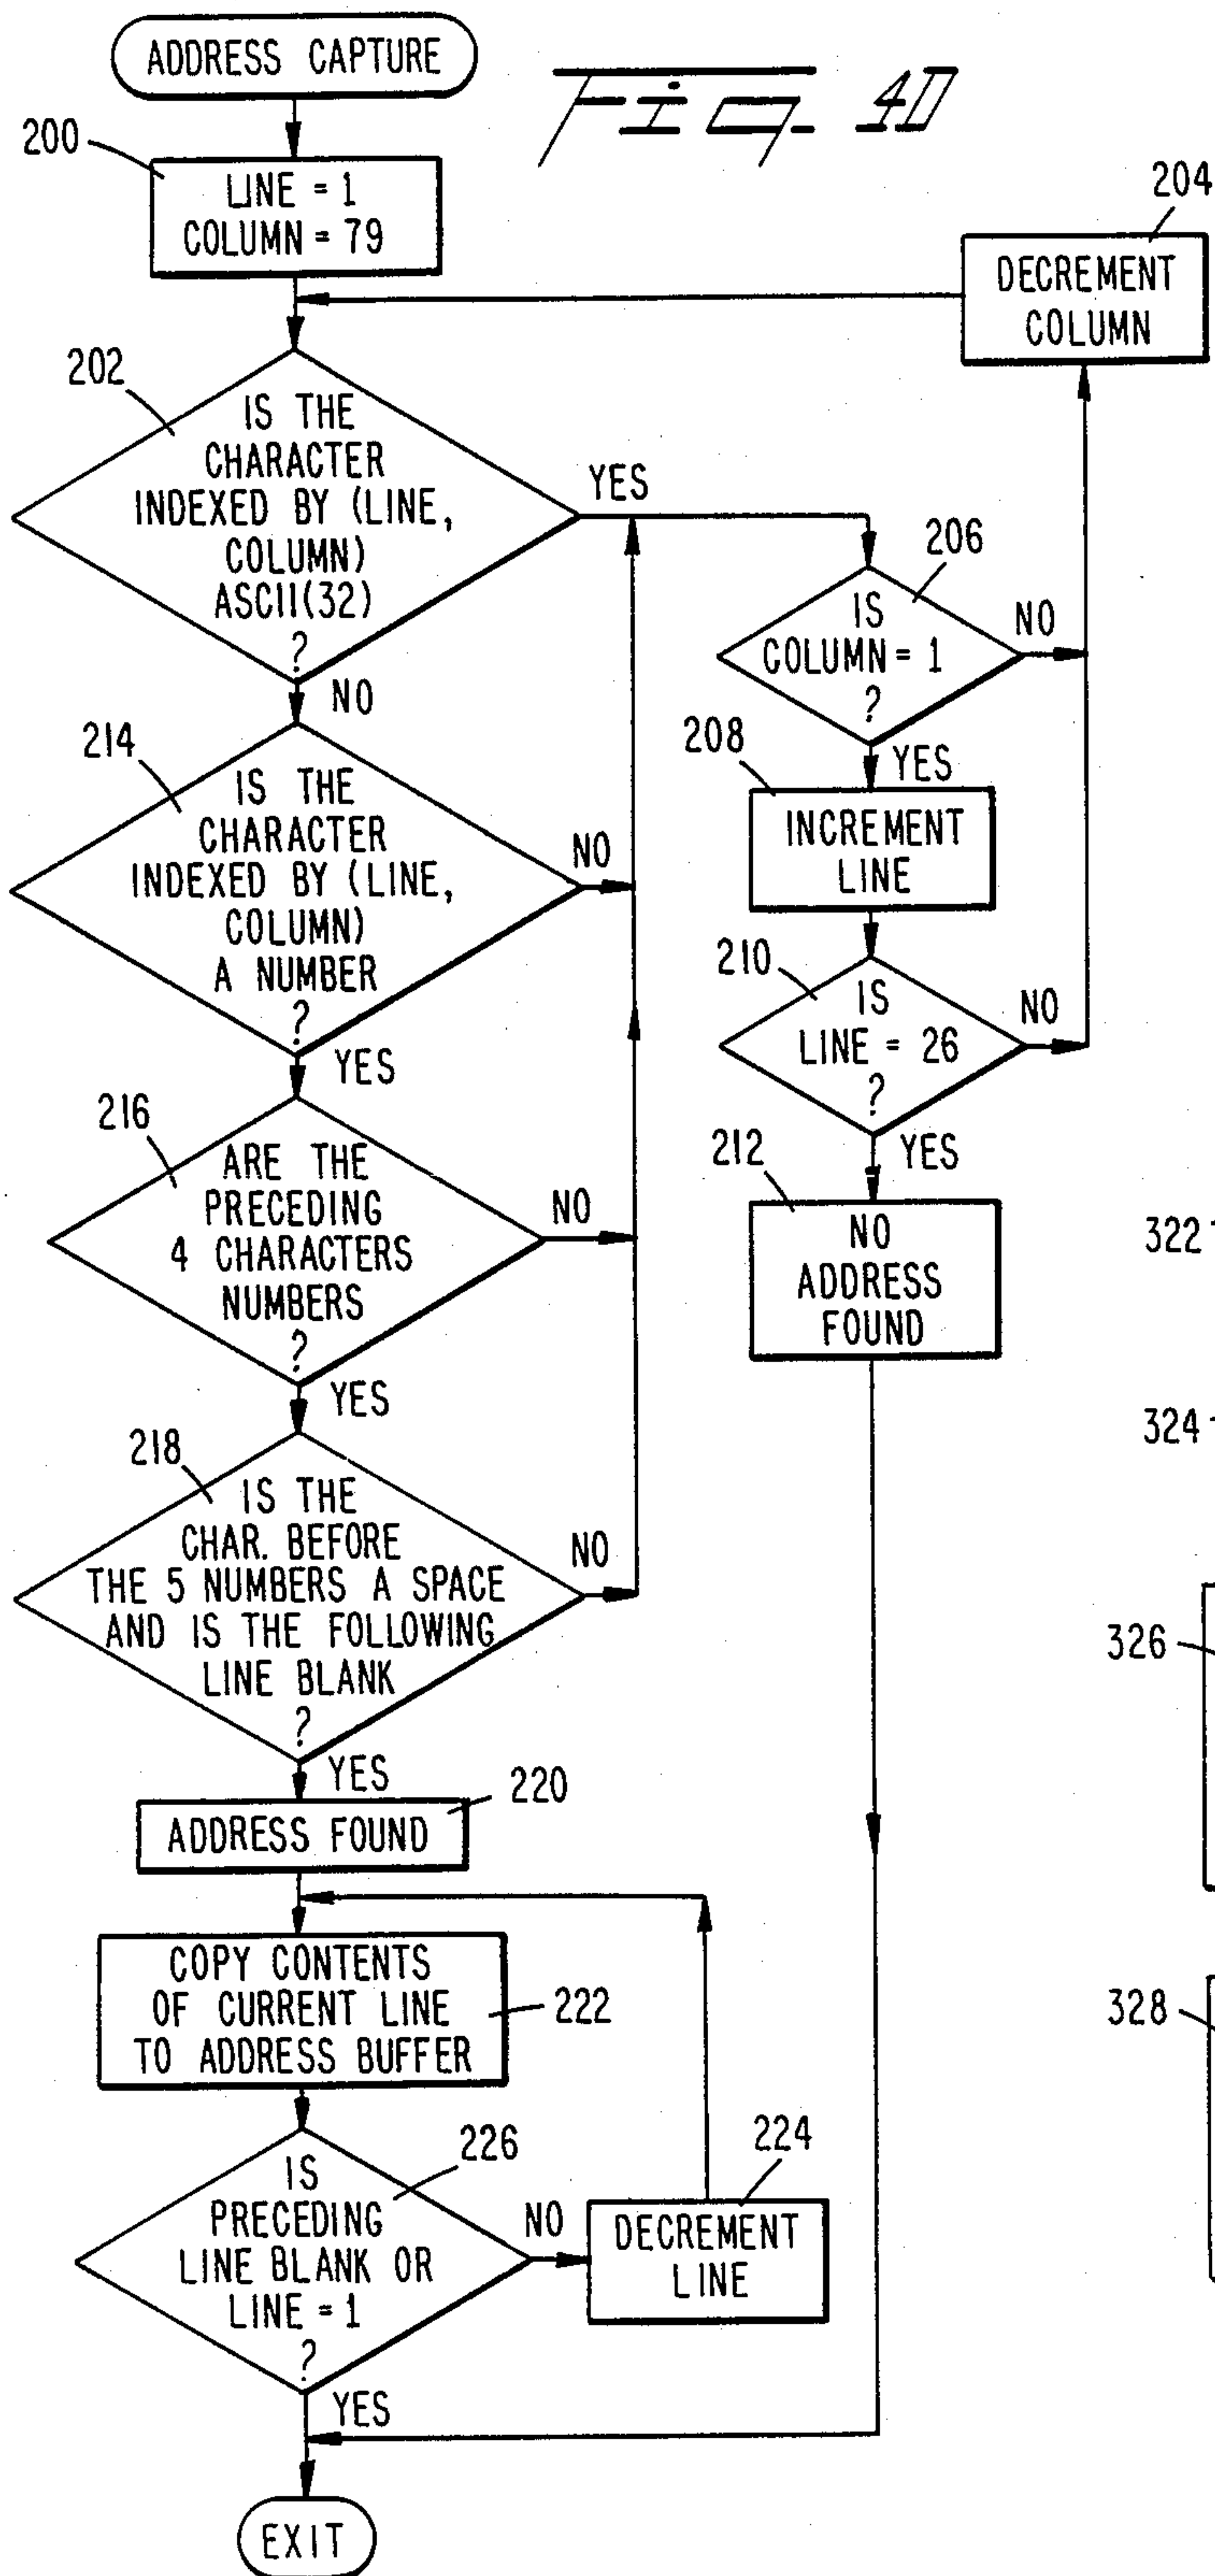 ADDRESS CAPTURE
Fig. 4D
200
LINE = 1
COLUMN = 79
204
DECREMENT
COLUMN
202
IS THE
CHARACTER
INDEXED BY (LINE,
COLUMN)
ASCII(32)
?
YES
NO
206
IS
COLUMN = 1
?
NO
YES
214
IS THE
CHARACTER
INDEXED BY (LINE,
COLUMN)
A NUMBER
?
NO
YES
208
INCREMENT
LINE
210
IS
LINE = 26
?
NO
YES
216
ARE THE
PRECEDING
4 CHARACTERS
NUMBERS
?
NO
YES
212
NO
ADDRESS
FOUND
322
324
218
IS THE
CHAR. BEFORE
THE 5 NUMBERS A SPACE
AND IS THE FOLLOWING
LINE BLANK
?
NO
YES
326
220
ADDRESS FOUND
COPY CONTENTS
OF CURRENT LINE
TO ADDRESS BUFFER
222
328
226
IS
PRECEDING
LINE BLANK OR
LINE = 1
?
NO
YES
224
DECREMENT
LINE
EXIT